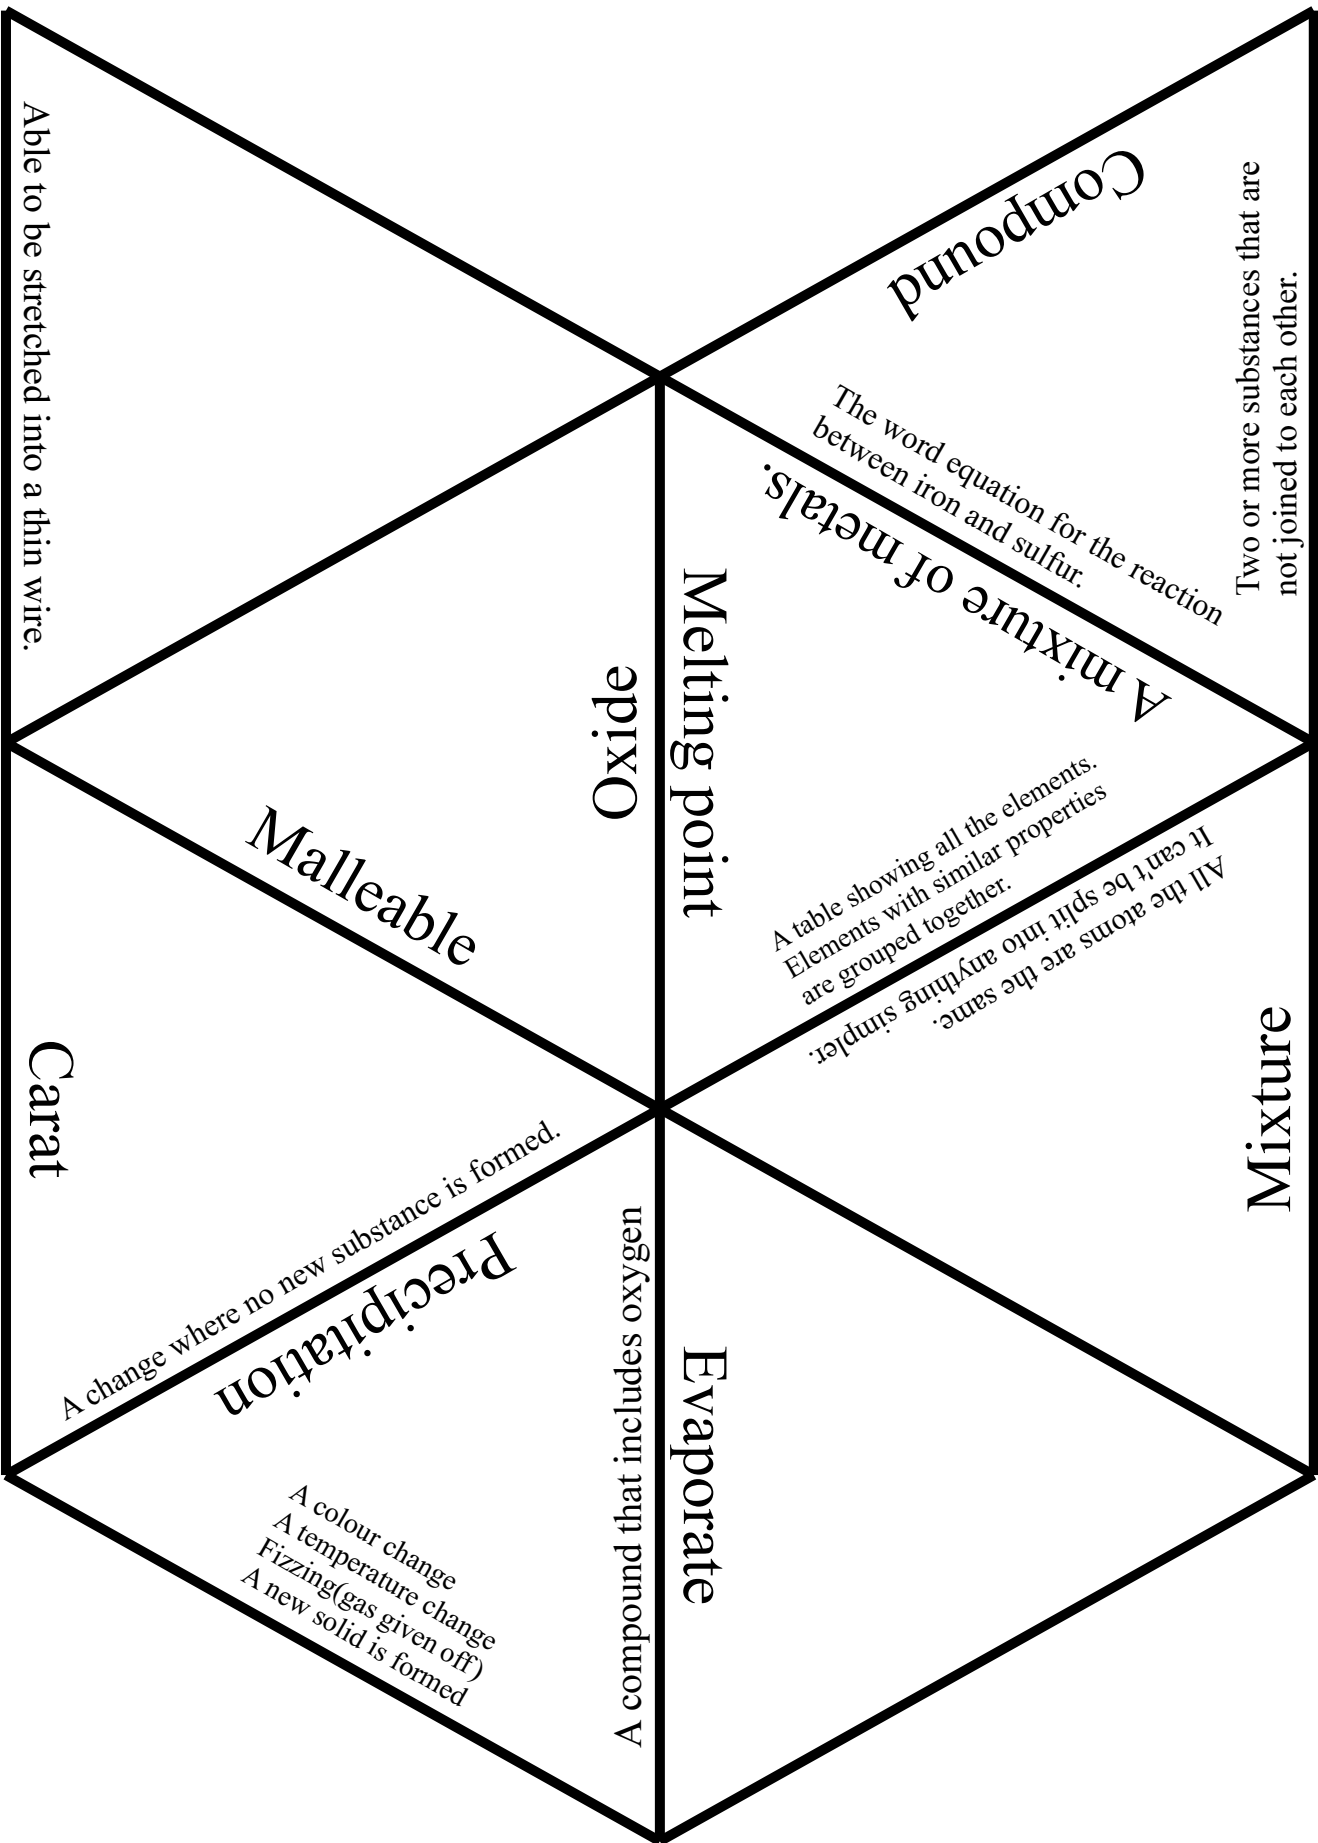 Able to be stretched into a thin wire.
Compound
Two or more substances that are
not joined to each other.
The word equation for the reaction
between iron and sulfur.
A mixture of metals.
Melting point
Oxide
A table showing all the elements.
Elements with similar properties
are grouped together.
All the atoms are the same.
It can't be split into anything simpler.
Malleable
Carat
Mixture
A change where no new substance is formed.
Precipitation
A compound that includes oxygen
Evaporate
A colour change
A temperature change
Fizzing(gas given off)
A new solid is formed